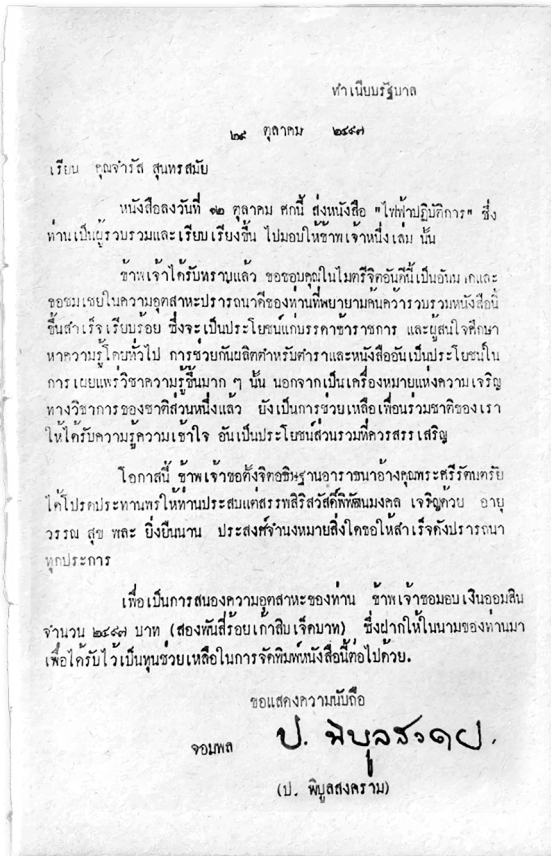 ทำเนียบรัฐบาล
๒๙ ตุลาคม ๒๔๙๗
เรียน คุณจำรัส สุนทรสมัย
หนังสือลงวันที่ ๑๒ ตุลาคม ศกนี้ ส่งหนังสือ "ไฟฟ้าปฏิบัติการ" ซึ่ง
ท่านเป็นผู้รวบรวมและเรียบเรียงขึ้น ไปมอบให้ข้าพเจ้าหนึ่งเล่ม นั้น
ข้าพเจ้าได้รับทราบแล้ว ขอขอบคุณในไมตรีจิตอันดีนี้เป็นอันมากและ
ขอชมเชยในความอุตสาหะปรารถนาดีของท่านที่พยายามค้นคว้ารวบรวมหนังสือนี้
ขึ้นสำเร็จเรียบร้อย ซึ่งจะเป็นประโยชน์แก่บรรดาข้าราชการ และผู้สนใจศึกษา
หาความรู้โดยทั่วไป การช่วยกันผลิตตำหรับตำราและหนังสืออันเป็นประโยชน์ใน
การเผยแพร่วิชาความรู้ขึ้นมาก ๆ นั้น นอกจากเป็นเครื่องหมายแห่งความเจริญ
ทางวิชาการของชาติส่วนหนึ่งแล้ว ยังเป็นการช่วยเหลือเพื่อนร่วมชาติของเรา
ให้ได้รับความรู้ความเข้าใจ อันเป็นประโยชน์ส่วนรวมที่ควรสรรเสริญ
โอกาสนี้ ข้าพเจ้าขอตั้งจิตอธิษฐานอาราธนาอ้างคุณพระศรีรัตนตรัย
ได้โปรดประทานพรให้ท่านประสบแต่สรรพสิริสวัสดิ์พิพัฒนมงคล เจริญด้วย อายุ
วรรณ สุข พละ ยิ่งยืนนาน ประสงค์จำนงหมายสิ่งใดขอให้สำเร็จดังปรารถนา
ทุกประการ
เพื่อเป็นการสนองความอุตสาหะของท่าน ข้าพเจ้าขอมอบเงินออมสิน
จำนวน ๒๔๙๗ บาท (สองพันสี่ร้อยเก้าสิบเจ็ดบาท) ซึ่งฝากให้ในนามของท่านมา
เพื่อได้รับไว้เป็นทุนช่วยเหลือในการจัดพิมพ์หนังสือนี้ต่อไปด้วย.
ขอแสดงความนับถือ
จอมพล ป. พิบูลสงคราม.
(ป. พิบูลสงคราม)